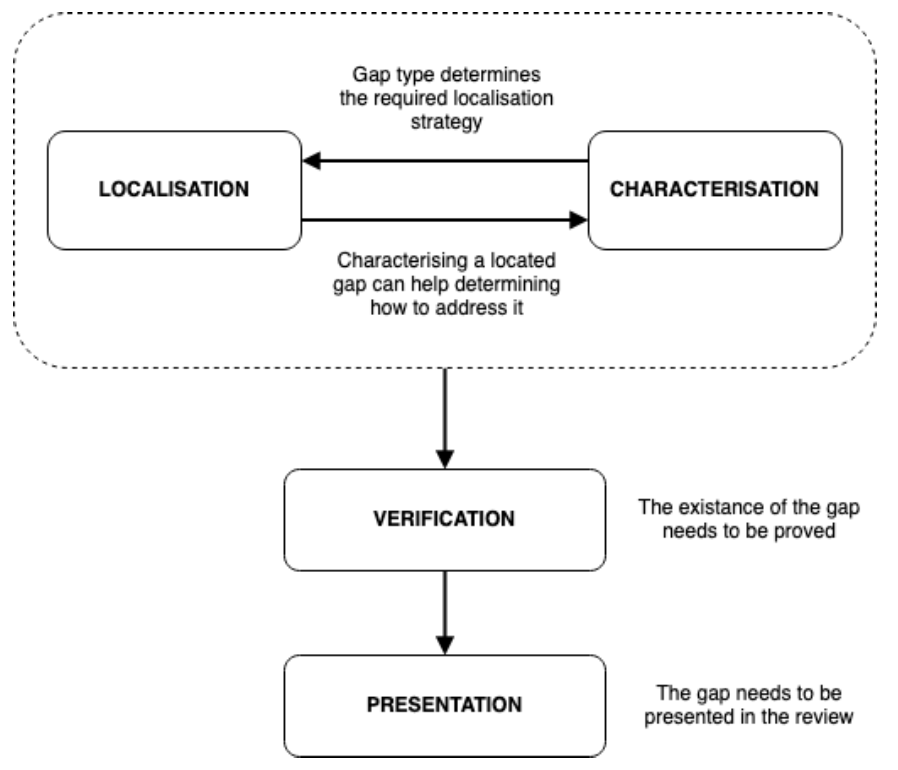 Gap type determines
the required localisation
strategy
LOCALISATION
CHARACTERISATION
Characterising a located
gap can help determining
how to address it
VERIFICATION
The existance of the gap
needs to be proved
PRESENTATION
The gap needs to be
presented in the review